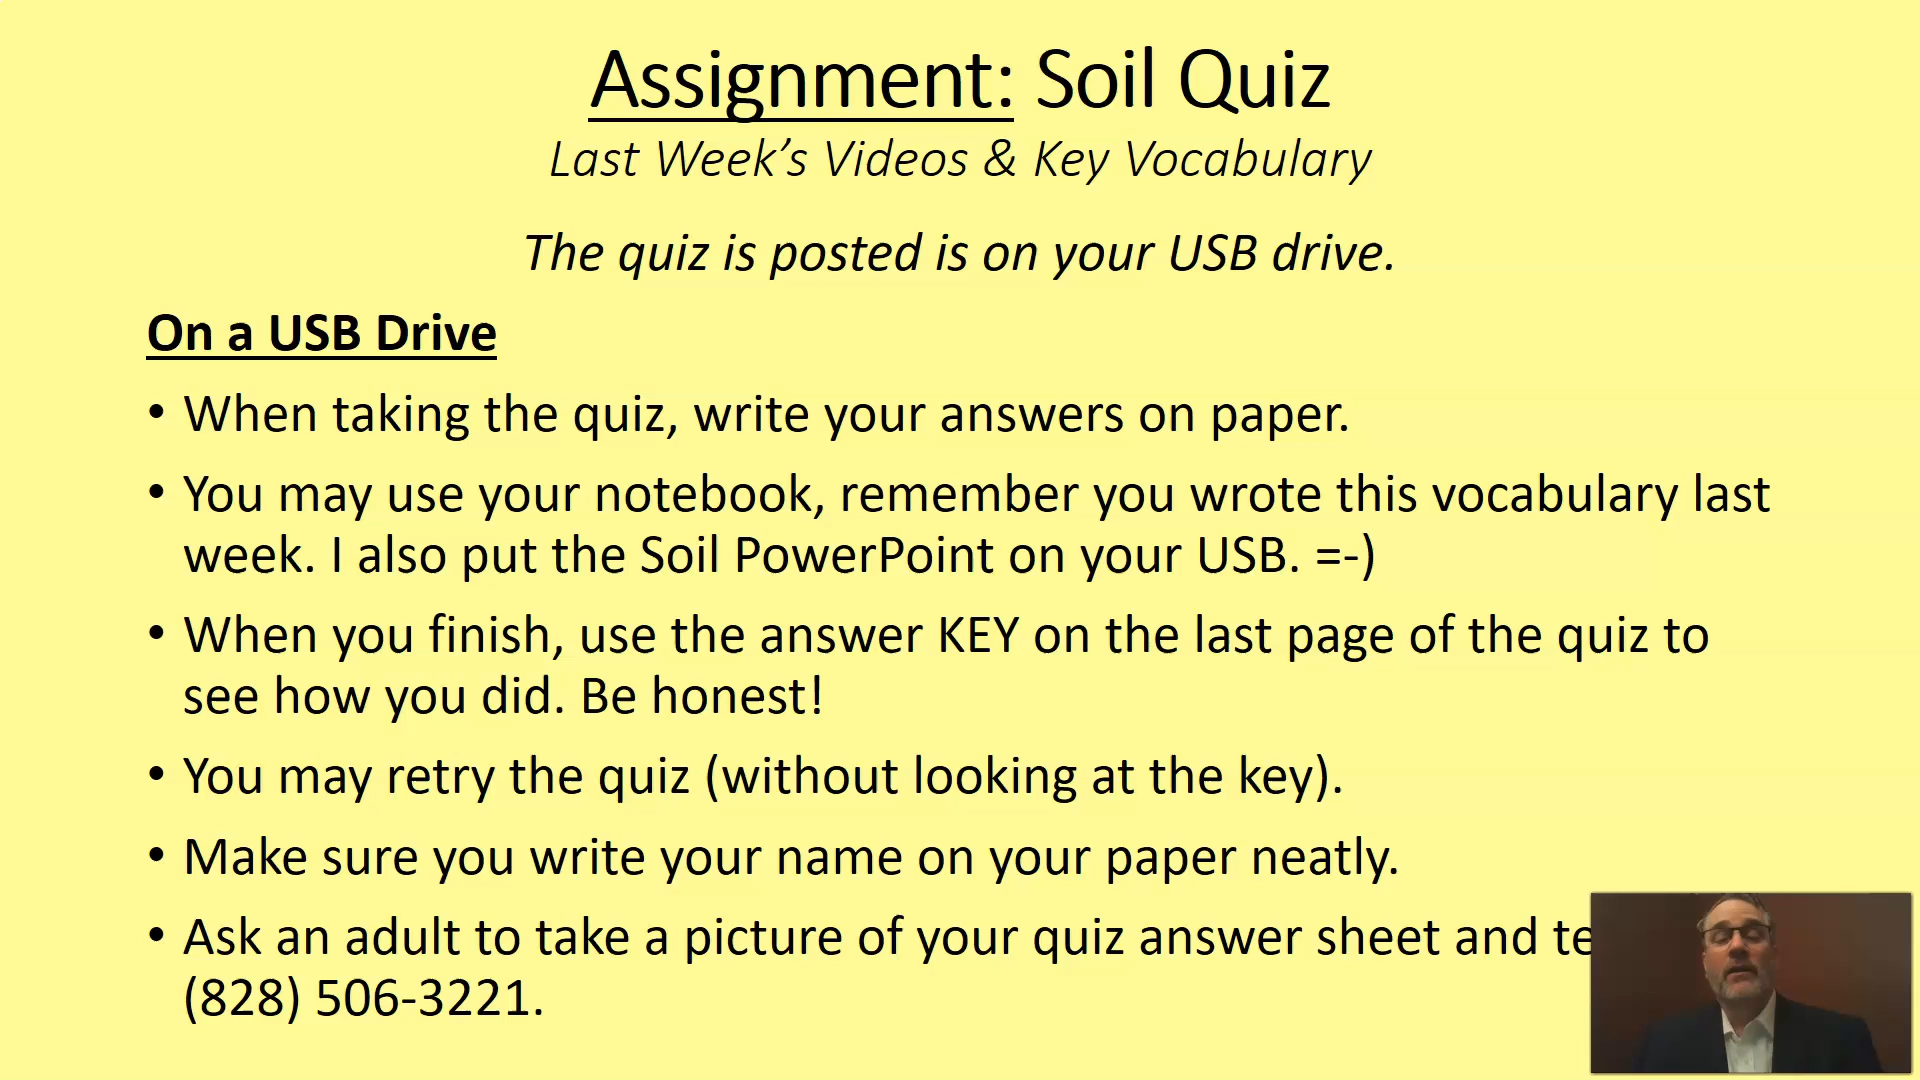 Assignment: Soil Quiz
Last Week's Videos & Key Vocabulary
The quiz is posted is on your USB drive.
On a USB Drive
• When taking the quiz, write your answers on paper.
• You may use your notebook, remember you wrote this vocabulary last
week. I also put the Soil PowerPoint on your USB. =-)
• When you finish, use the answer KEY on the last page of the quiz to
see how you did. Be honest!
• You may retry the quiz (without looking at the key).
• Make sure you write your name on your paper neatly.
• Ask an adult to take a picture of your quiz answer sheet and
(828) 506-3221.